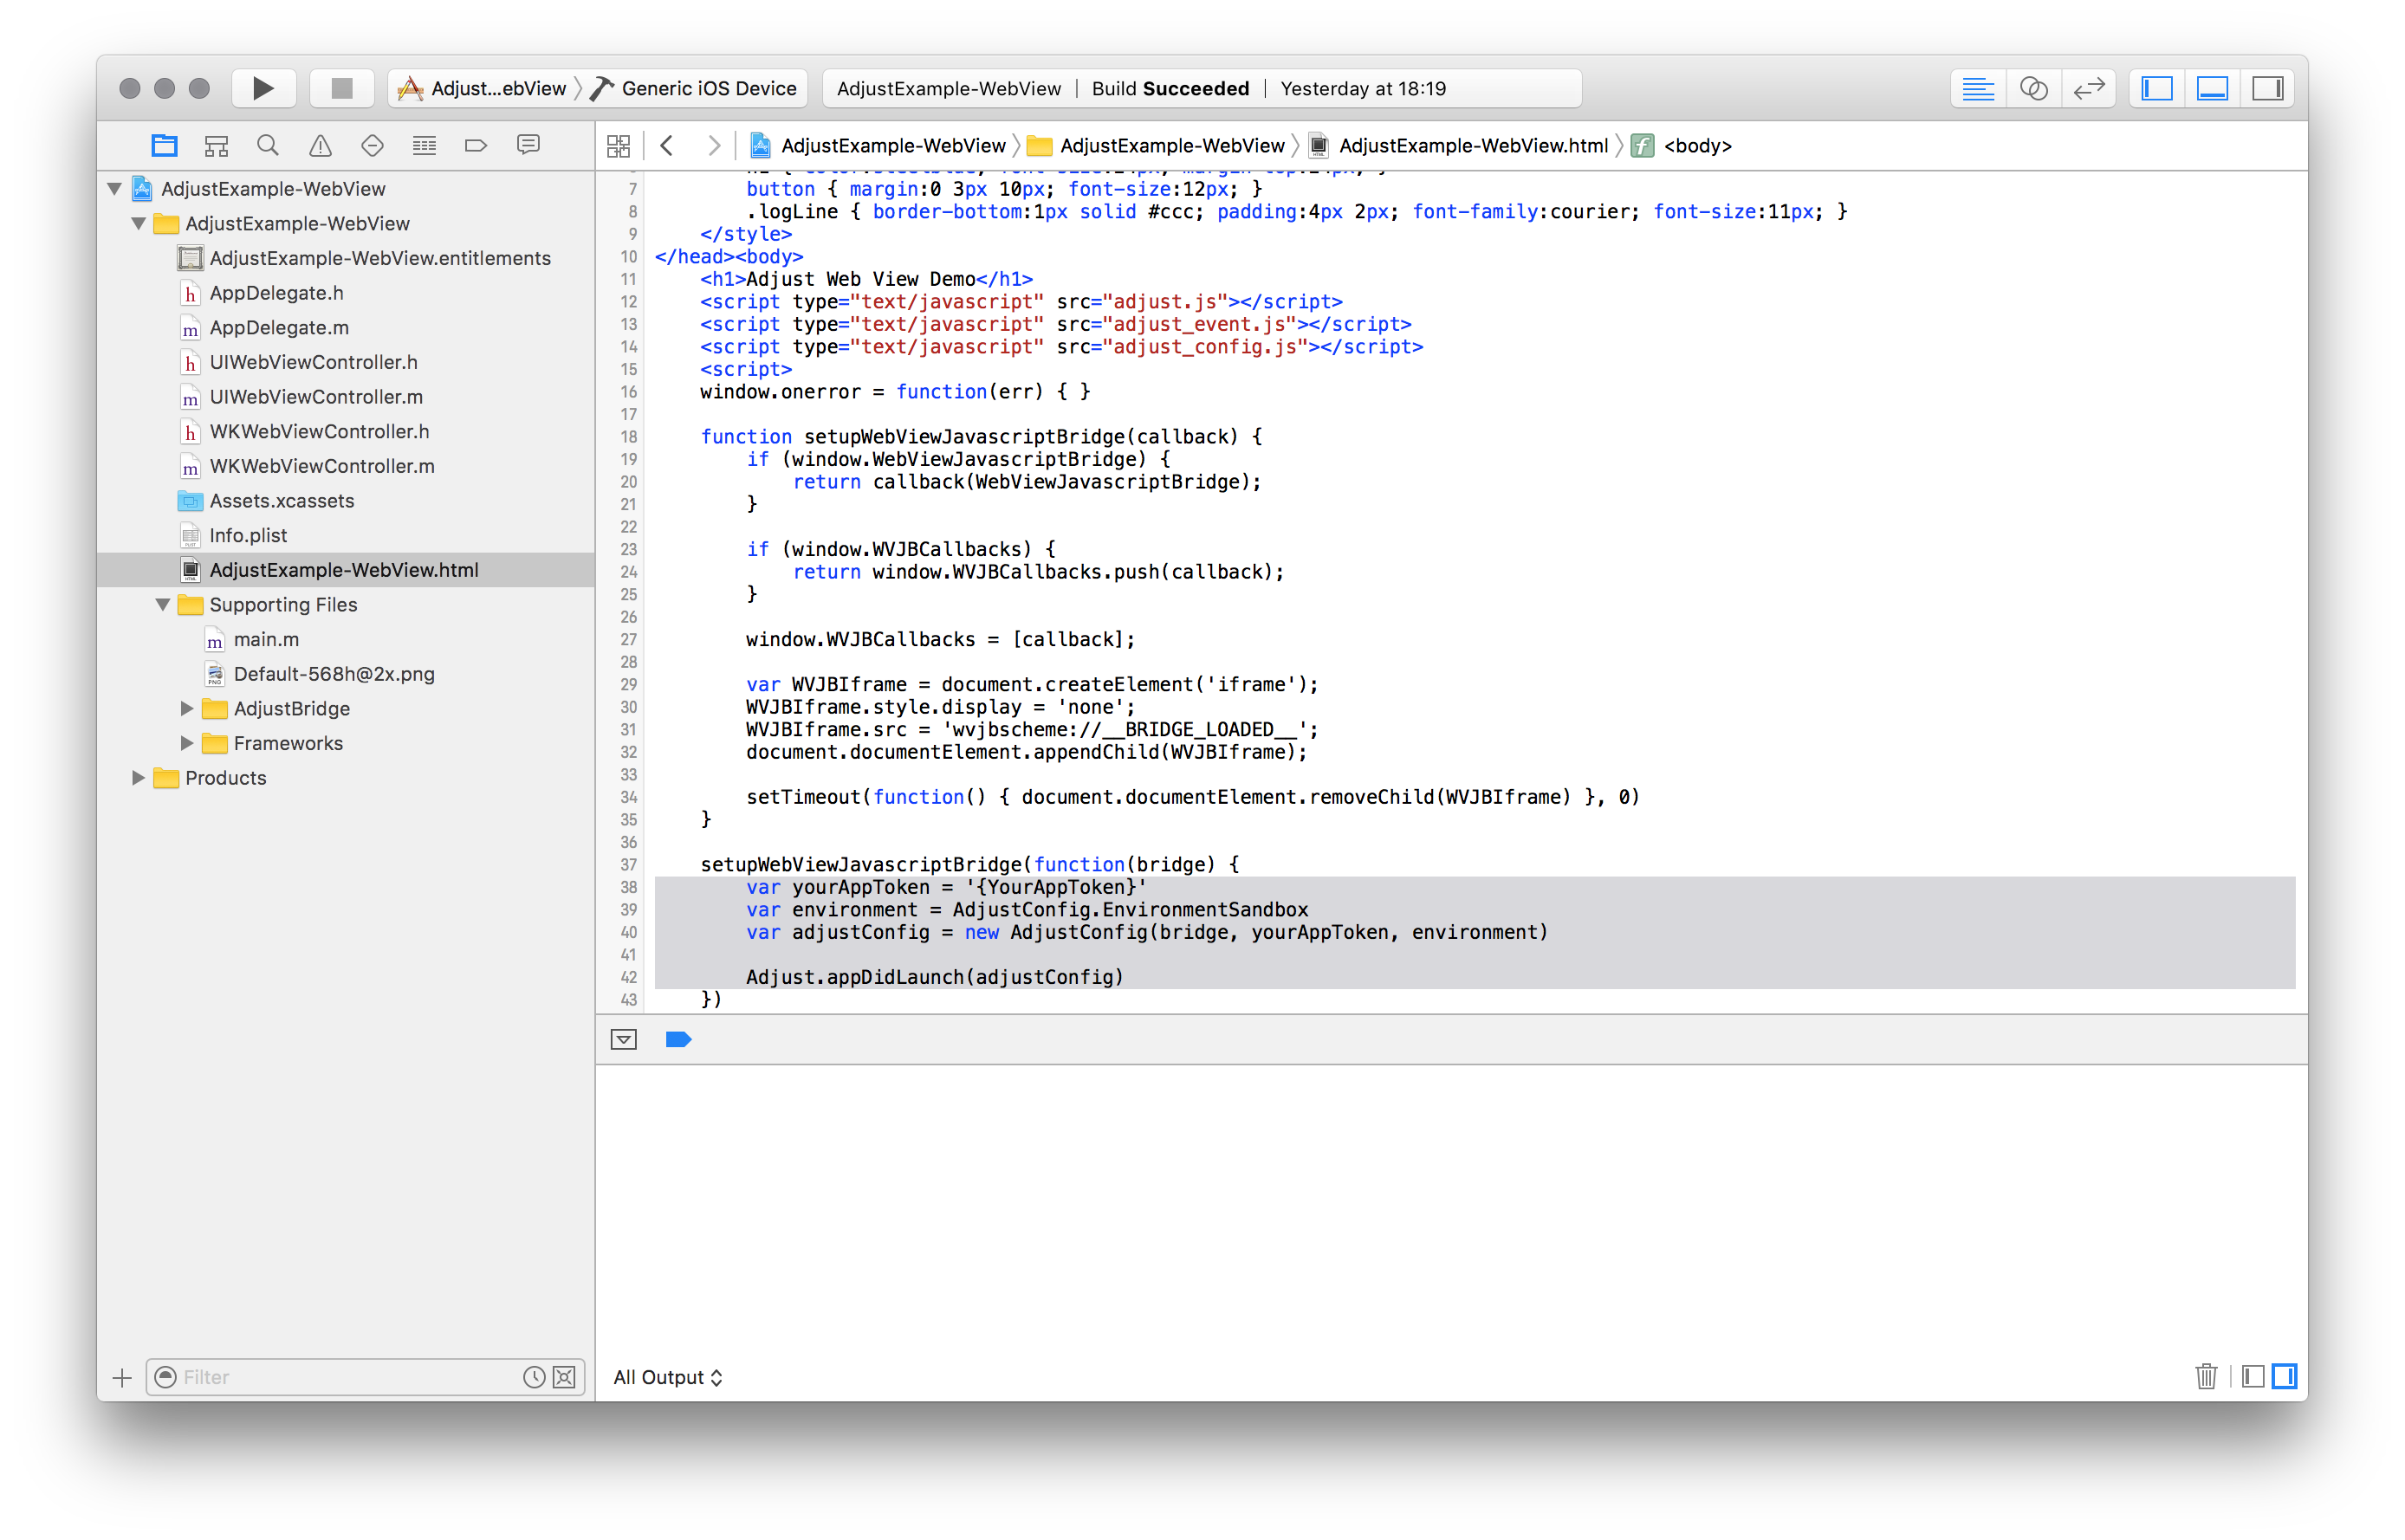 Adjust...ebView
Generic iOS Device
AdjustExample-WebView | Build Succeeded | Yesterday at 18:19
AdjustExample-WebView
AdjustExample-WebView
AdjustExample-WebView.html
<body>
AdjustExample-WebView
AdjustExample-WebView
AdjustExample-WebView.entitlements
AppDelegate.h
AppDelegate.m
UIWebViewController.h
UIWebViewController.m
WKWebViewController.h
WKWebViewController.m
Assets.xcassets
Info.plist
AdjustExample-WebView.html
Supporting Files
main.m
Default-568h@2x.png
AdjustBridge
Frameworks
Products
Filter
7 button { margin:0 3px 10px; font-size:12px; }
8 .logLine { border-bottom:1px solid #ccc; padding:4px 2px; font-family:courier; font-size:11px; }
9 </style>
10 </head><body>
11 <h1>Adjust Web View Demo</h1>
12 <script type="text/javascript" src="adjust.js"></script>
13 <script type="text/javascript" src="adjust_event.js"></script>
14 <script type="text/javascript" src="adjust_config.js"></script>
15 <script>
16 window.onerror = function(err) { }
17
18 function setupWebViewJavascriptBridge(callback) {
19 if (window.WebViewJavascriptBridge) {
20 return callback(WebViewJavascriptBridge);
21 }
22
23 if (window.WVJBCallbacks) {
24 return window.WVJBCallbacks.push(callback);
25 }
26
27 window.WVJBCallbacks = [callback];
28
29 var WVJBIframe = document.createElement('iframe');
30 WVJBIframe.style.display = 'none';
31 WVJBIframe.src = 'wvjbscheme://__BRIDGE_LOADED__';
32 document.documentElement.appendChild(WVJBIframe);
33
34 setTimeout(function() { document.documentElement.removeChild(WVJBIframe) }, 0)
35 }
36
37 setupWebViewJavascriptBridge(function(bridge) {
38 var yourAppToken = '{YourAppToken}'
39 var environment = AdjustConfig.EnvironmentSandbox
40 var adjustConfig = new AdjustConfig(bridge, yourAppToken, environment)
41
42 Adjust.appDidLaunch(adjustConfig)
43 })
All Output